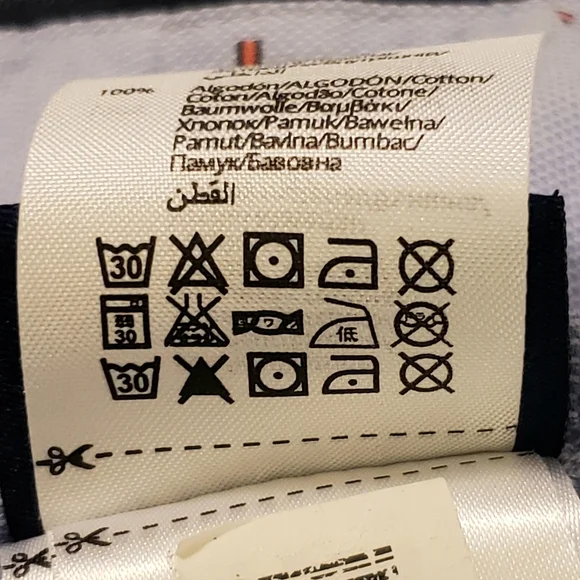 100% Algodón/ALGODÓN/Cotton/
Coton/Algodão/Cotone/
Baumwolle/Βαμβάκι/
Хлопок/Pamuk/Bawełna/
Pamut/Bavlna/Bumbac/
Памук/Бавовна
القطن
30
30
低
30